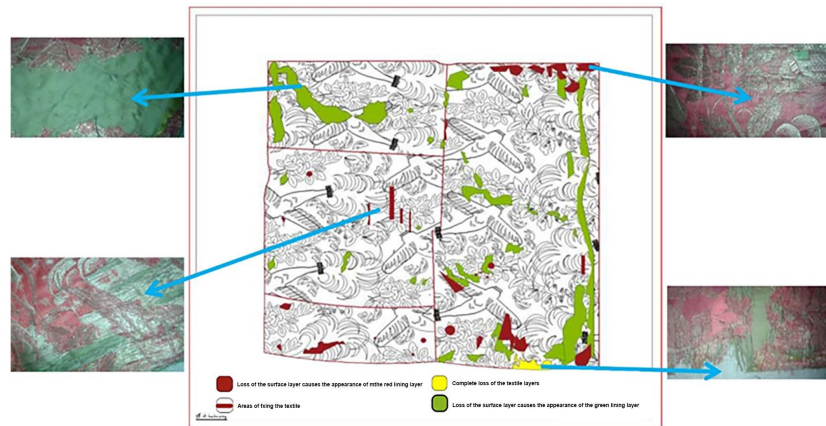 Loss of the surface layer causes the appearance of mthe red lining layer
Complete loss of the textile layers
Areas of fixing the textile
Loss of the surface layer causes the appearance of the green lining layer